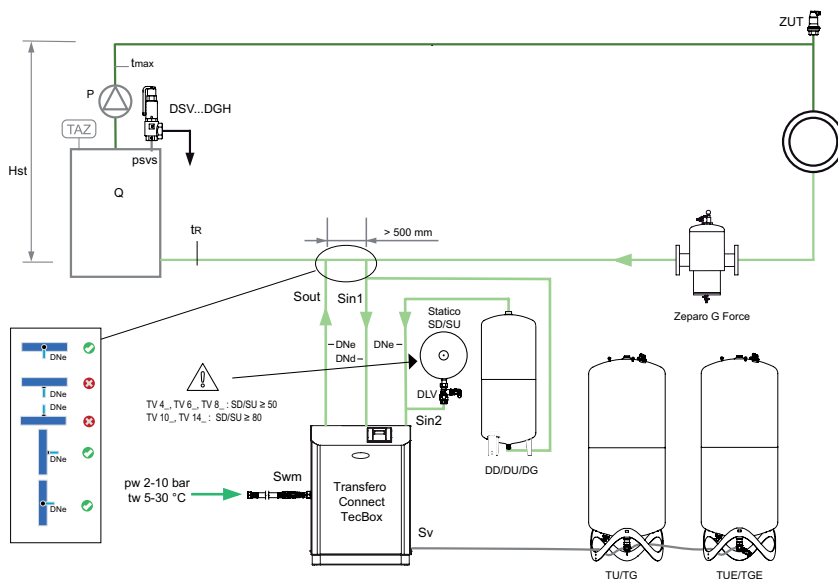 ZUT
tmax
P
DSV...DGH
TAZ
psvs
Hst
Q
tR
> 500 mm
Sout
Sin1
Statico
SD/SU
Zeparo G Force
DNe
DNd
DNe
DLV
Sin2
DNe
DNe
DNe
DNe
DNe
TV 4_, TV 6_, TV 8_ : SD/SU ≥ 50
TV 10_, TV 14_ : SD/SU ≥ 80
DD/DU/DG
pw 2-10 bar
tw 5-30 °C
Swm
Transfero
Connect
TecBox
Sv
TU/TG
TUE/TGE